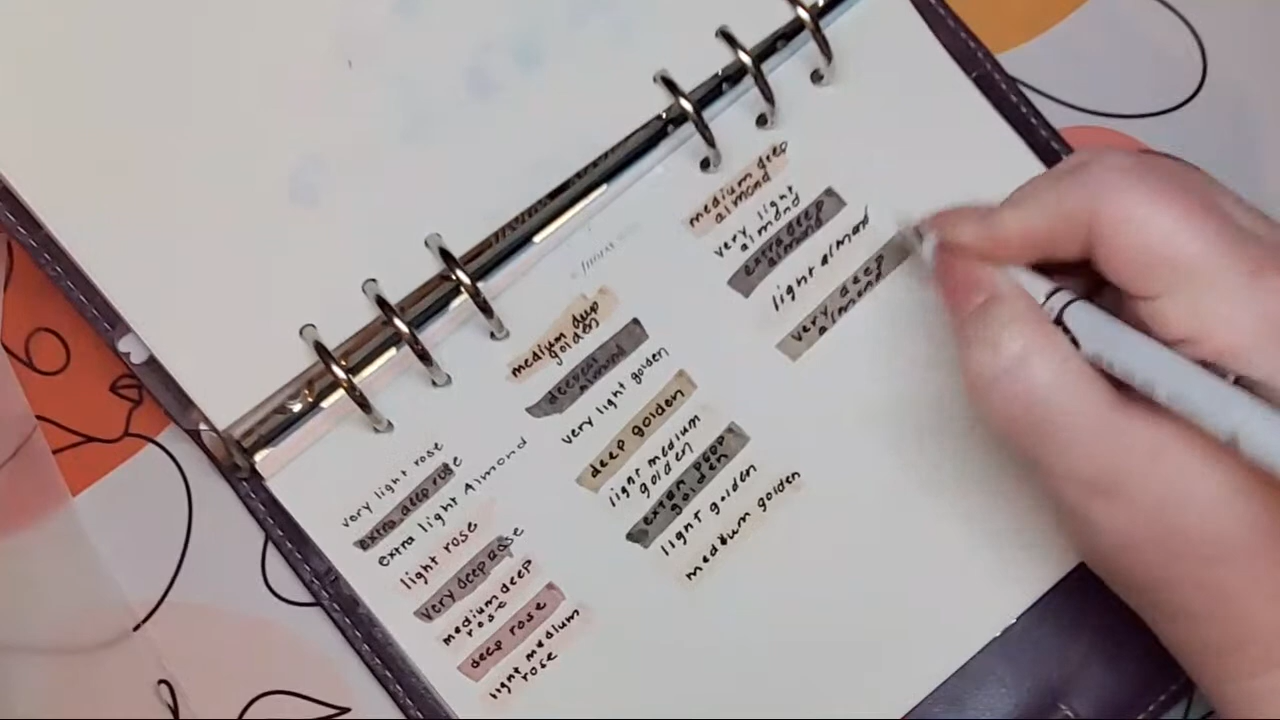 very light rose
extra deep rose
extra light almond
light rose
very deep rose
medium deep
rose
deep rose
light medium
rose
medium deep
golden
deepest
almond
very light golden
deep golden
light medium
golden
extra deep
golden
light golden
medium golden
medium deep
almond
very light
almond
extra deep
almond
light almond
very deep
almond